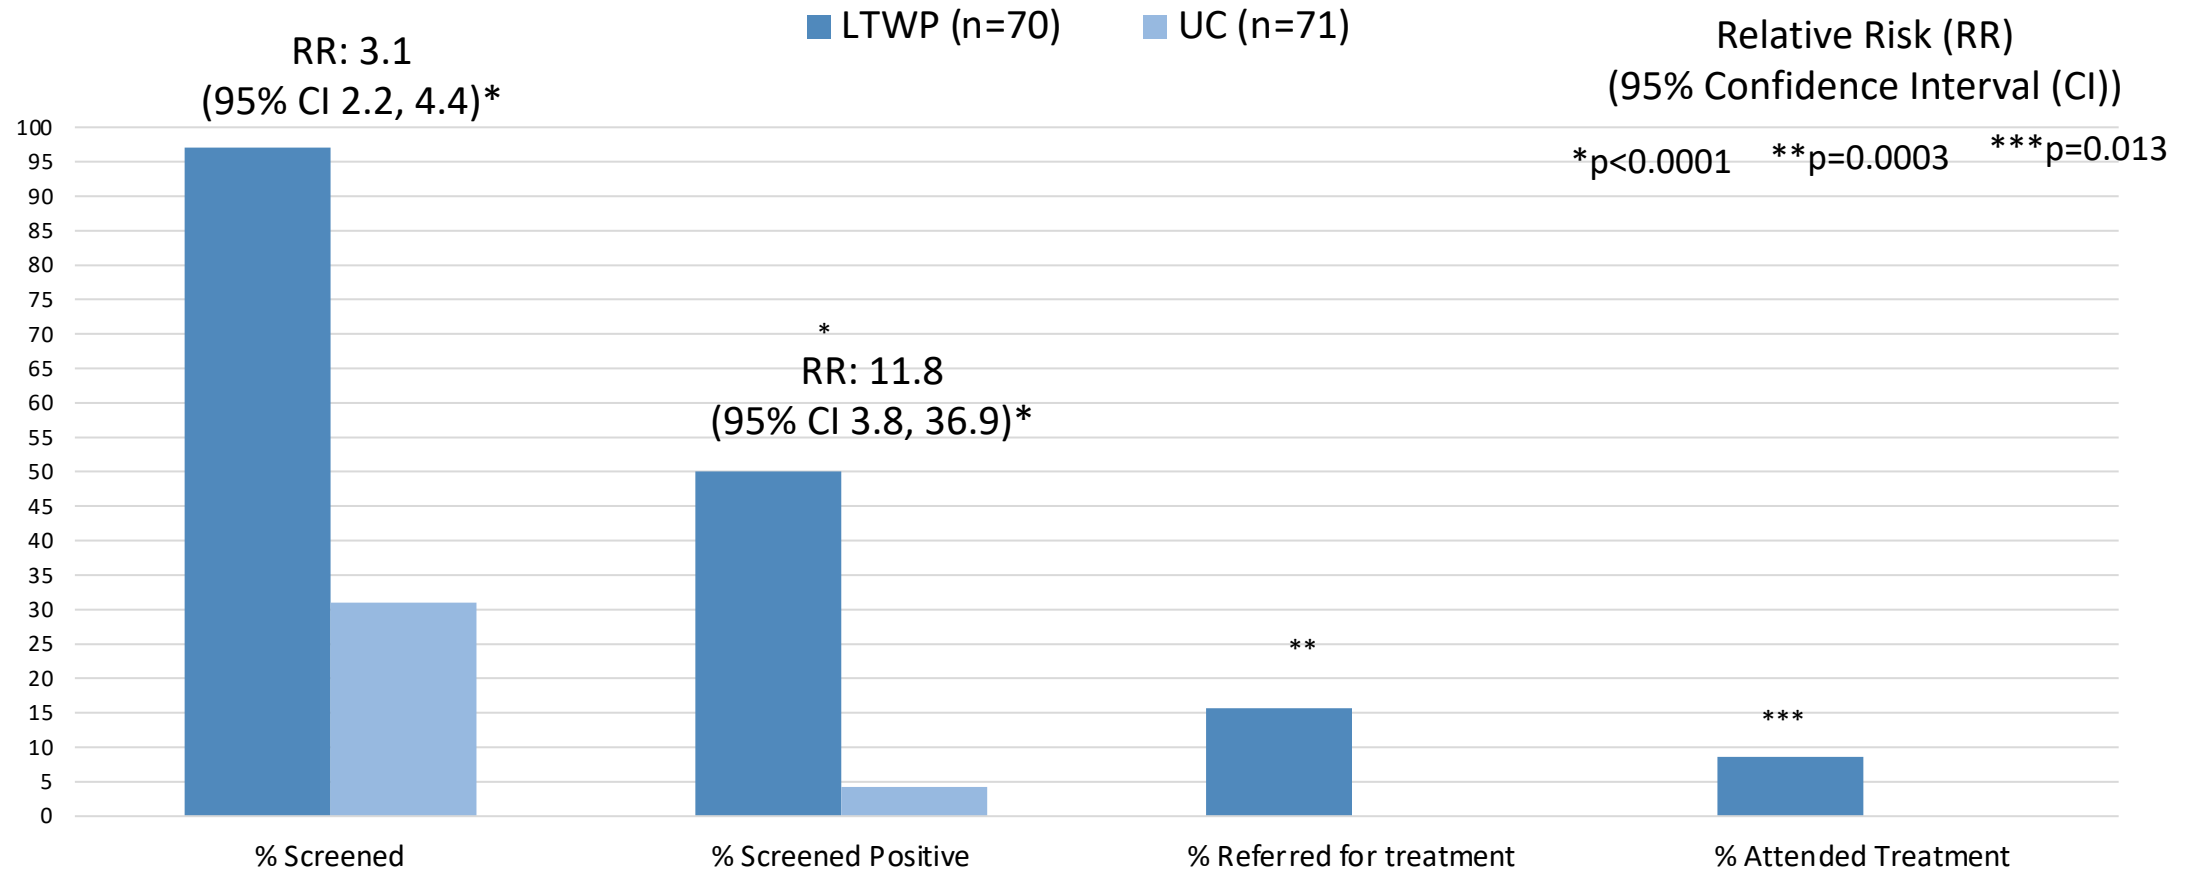 LTWP (n=70) UC (n=71)
RR: 3.1
(95% CI 2.2, 4.4)*
Relative Risk (RR)
(95% Confidence Interval (CI))
*p<0.0001 **p=0.0003 ***p=0.013
100
95
90
85
80
75
70
65
60
55
50
45
40
35
30
25
20
15
10
5
0
*
RR: 11.8
(95% CI 3.8, 36.9)*
**
***
% Screened
% Screened Positive
% Referred for treatment
% Attended Treatment